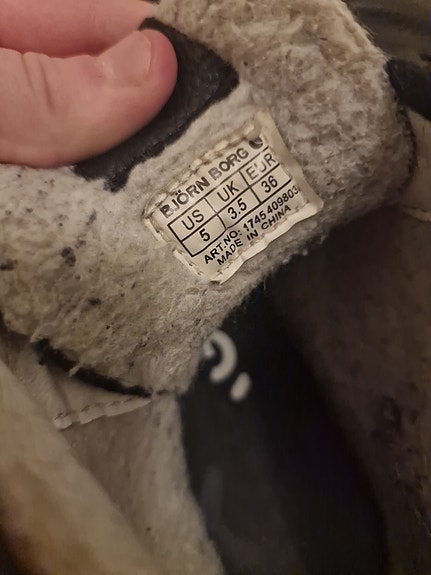 BJÖRN BORG
US UK EUR
5 3.5 36
ART.NO: 1745 409803
MADE IN CHINA